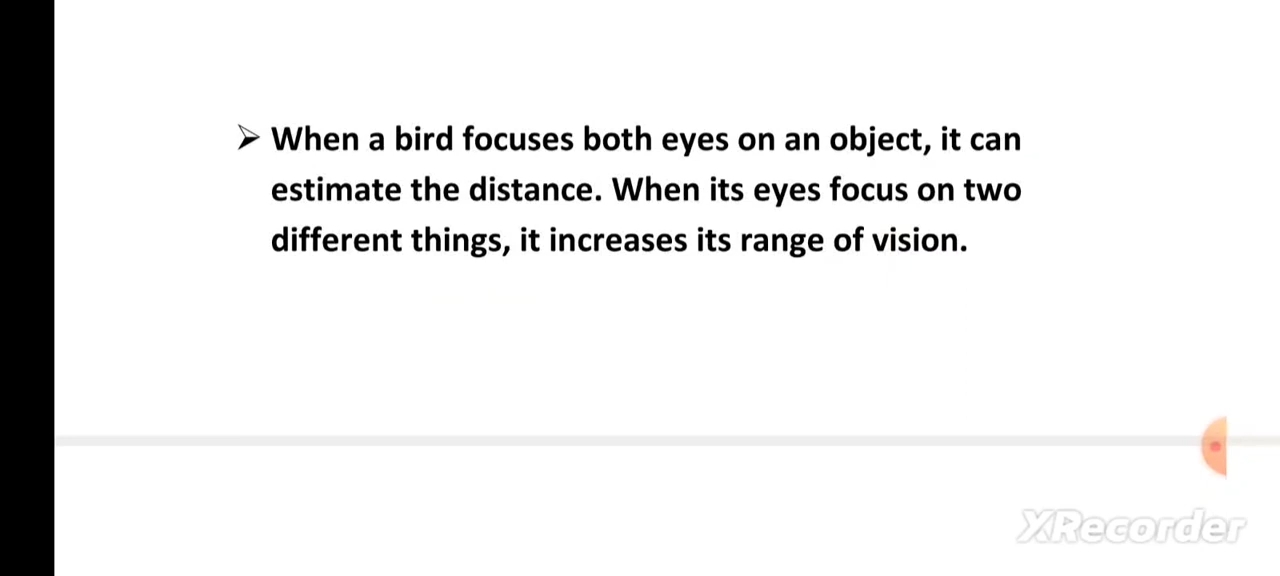 ➢ When a bird focuses both eyes on an object, it can
estimate the distance. When its eyes focus on two
different things, it increases its range of vision.
XRecorder